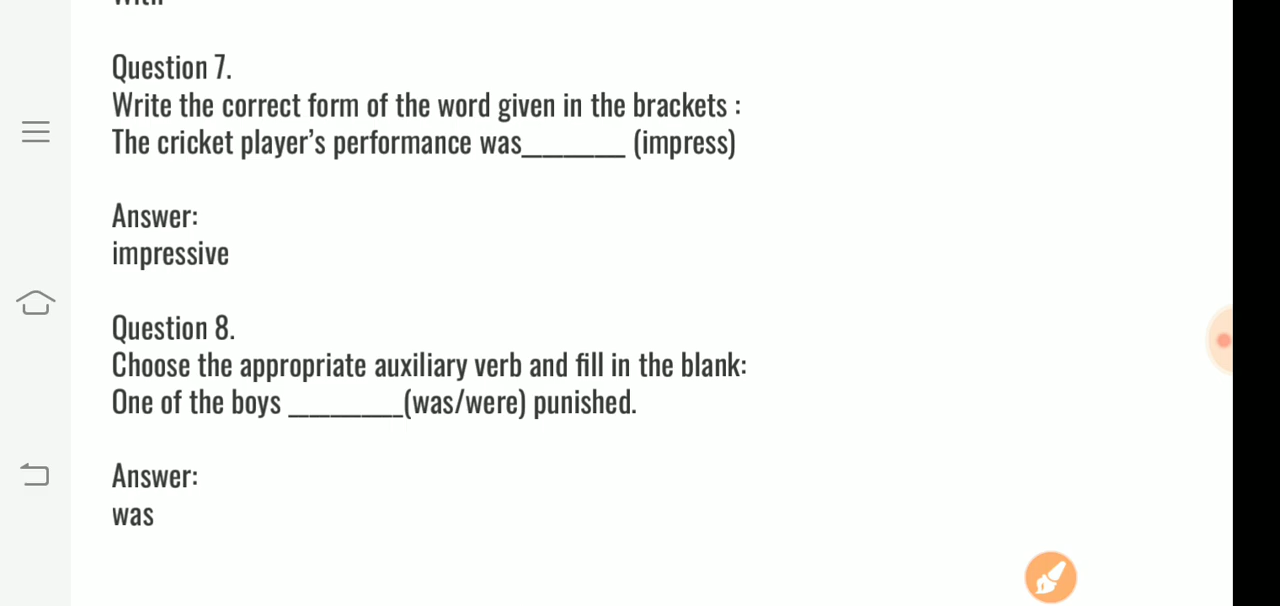 Question 7.
Write the correct form of the word given in the brackets :
The cricket player’s performance was________ (impress)
Answer:
impressive
Question 8.
Choose the appropriate auxiliary verb and fill in the blank:
One of the boys _________(was/were) punished.
Answer:
was